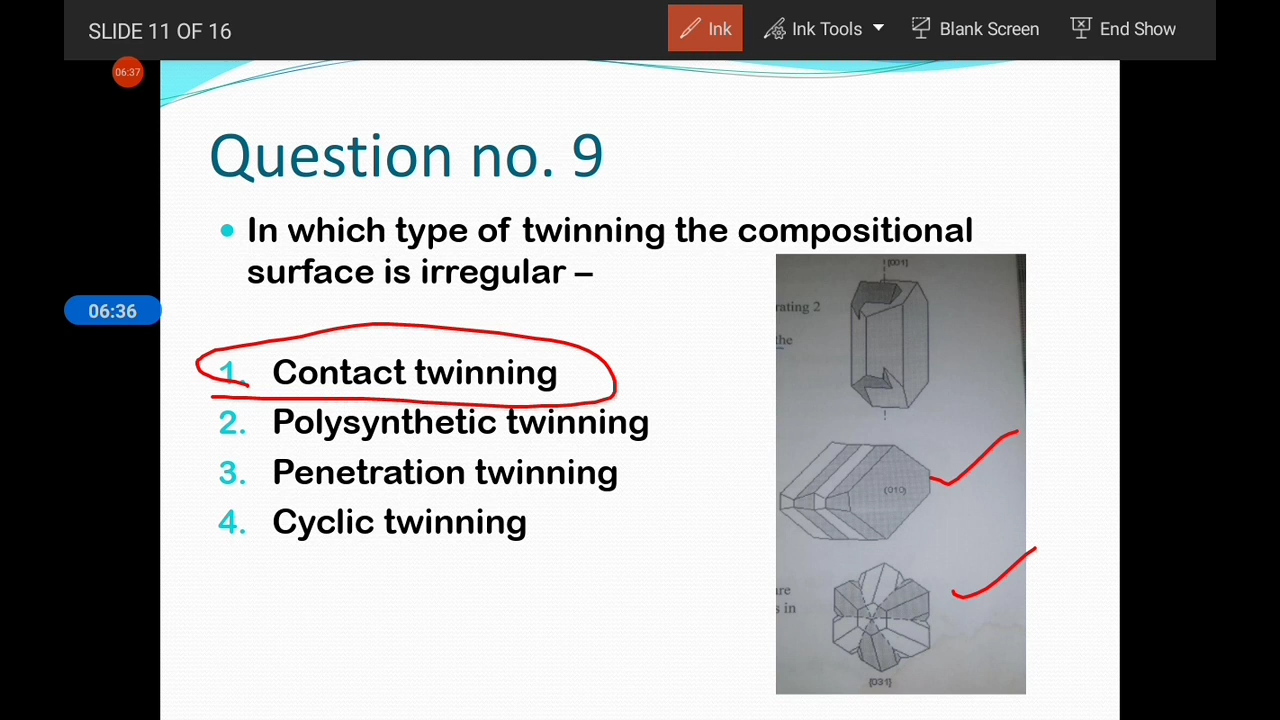 SLIDE 11 OF 16
Ink
Ink Tools
Blank Screen
End Show
06:37
Question no. 9
In which type of twinning the compositional
surface is irregular –
06:36
1. Contact twinning
2. Polysynthetic twinning
3. Penetration twinning
4. Cyclic twinning
[001]
rating 2
the
(010)
are
s in
{031}